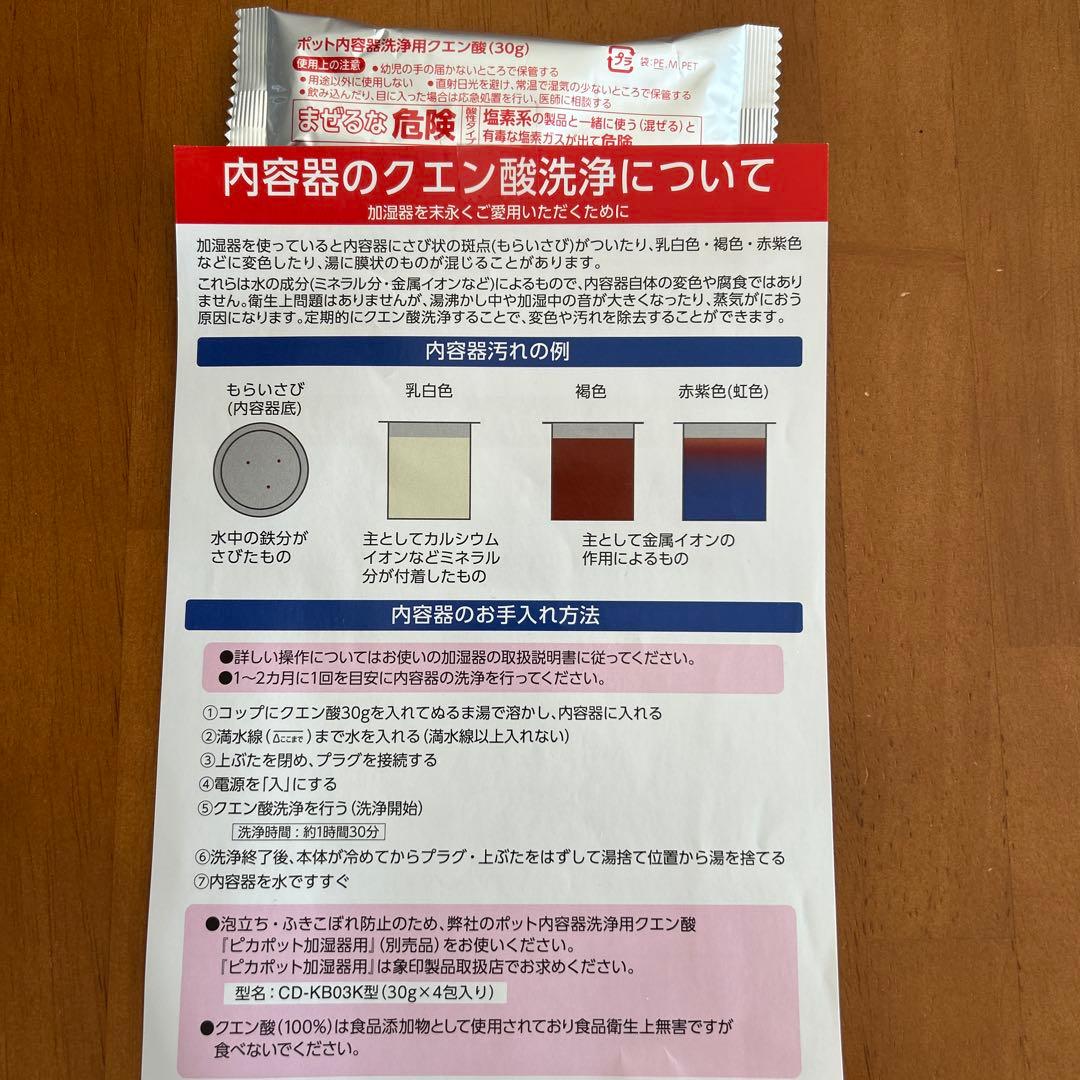 ポット内容器洗浄用クエン酸(30g)
プラ 袋:PE,M,PET
使用上の注意 ●幼児の手の届かないところで保管する
●用途以外に使用しない ●直射日光を避け、常温で湿気の少ないところで保管する
●飲み込んだり、目に入った場合は応急処置を行い、医師に相談する
まぜるな 危険 酸性タイプ 塩素系の製品と一緒に使う(混ぜる)と
有毒な塩素ガスが出て危険
内容器のクエン酸洗浄について
加湿器を末永くご愛用いただくために
加湿器を使っていると内容器にさび状の斑点(もらいさび)がついたり、乳白色・褐色・赤紫色
などに変色したり、湯に膜状のものが混じることがあります。
これらは水の成分(ミネラル分・金属イオンなど)によるもので、内容器自体の変色や腐食ではあり
ません。衛生上問題はありませんが、湯沸かし中や加湿中の音が大きくなったり、蒸気がにおう
原因になります。定期的にクエン酸洗浄することで、変色や汚れを除去することができます。
内容器汚れの例
もらいさび
(内容器底)
乳白色
褐色
赤紫色(虹色)
水中の鉄分が
さびたもの
主としてカルシウム
イオンなどミネラル
分が付着したもの
主として金属イオンの
作用によるもの
内容器のお手入れ方法
●詳しい操作についてはお使いの加湿器の取扱説明書に従ってください。
●1〜2カ月に1回を目安に内容器の洗浄を行ってください。
①コップにクエン酸30gを入れてぬるま湯で溶かし、内容器に入れる
②満水線(△ここまで)まで水を入れる(満水線以上入れない)
③上ぶたを閉め、プラグを接続する
④電源を「入」にする
⑤クエン酸洗浄を行う(洗浄開始)
洗浄時間:約1時間30分
⑥洗浄終了後、本体が冷めてからプラグ・上ぶたをはずして湯捨て位置から湯を捨てる
⑦内容器を水ですすぐ
●泡立ち・ふきこぼれ防止のため、弊社のポット内容器洗浄用クエン酸
『ピカポット加湿器用』(別売品)をお使いください。
『ピカポット加湿器用』は象印製品取扱店でお求めください。
型名:CD-KB03K型(30g×4包入り)
●クエン酸(100%)は食品添加物として使用されており食品衛生上無害ですが
食べないでください。